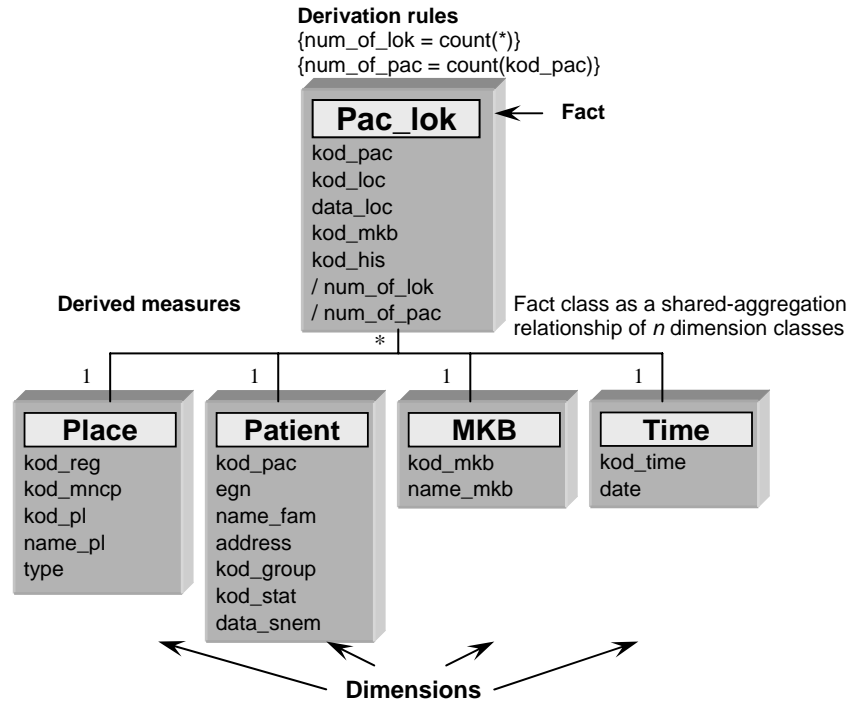 Derivation rules
{num_of_lok = count(*)}
{num_of_pac = count(kod_pac)}
Pac_lok
Fact
kod_pac
kod_loc
data_loc
kod_mkb
kod_his
/ num_of_lok
/ num_of_pac
Derived measures
Fact class as a shared-aggregation
relationship of n dimension classes
*
1
1
1
1
Place
kod_reg
kod_mncp
kod_pl
name_pl
type
Patient
kod_pac
egn
name_fam
address
kod_group
kod_stat
data_snem
MKB
kod_mkb
name_mkb
Time
kod_time
date
Dimensions